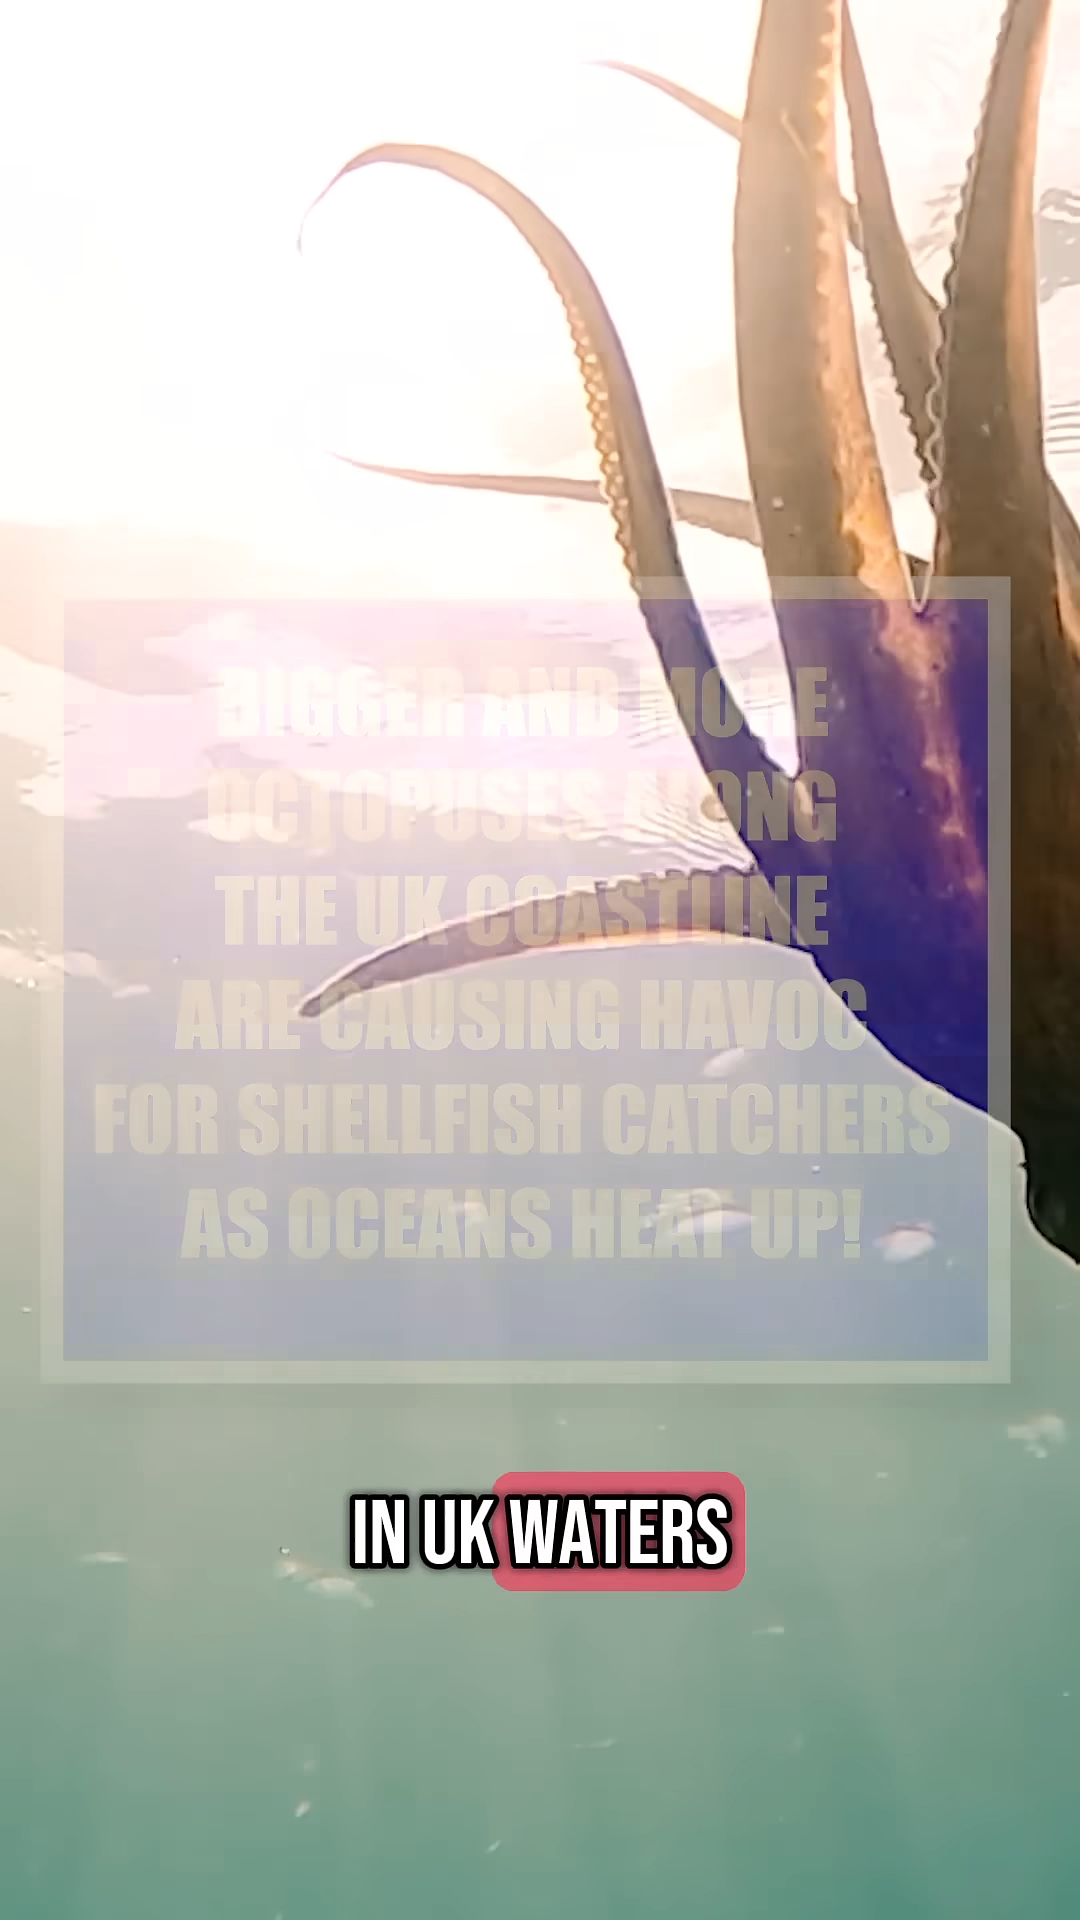 BIGGER AND MORE
OCTOPUSES ALONG
THE UK COASTLINE
ARE CAUSING HAVOC
FOR SHELLFISH CATCHERS
AS OCEANS HEAT UP!
IN UK WATERS